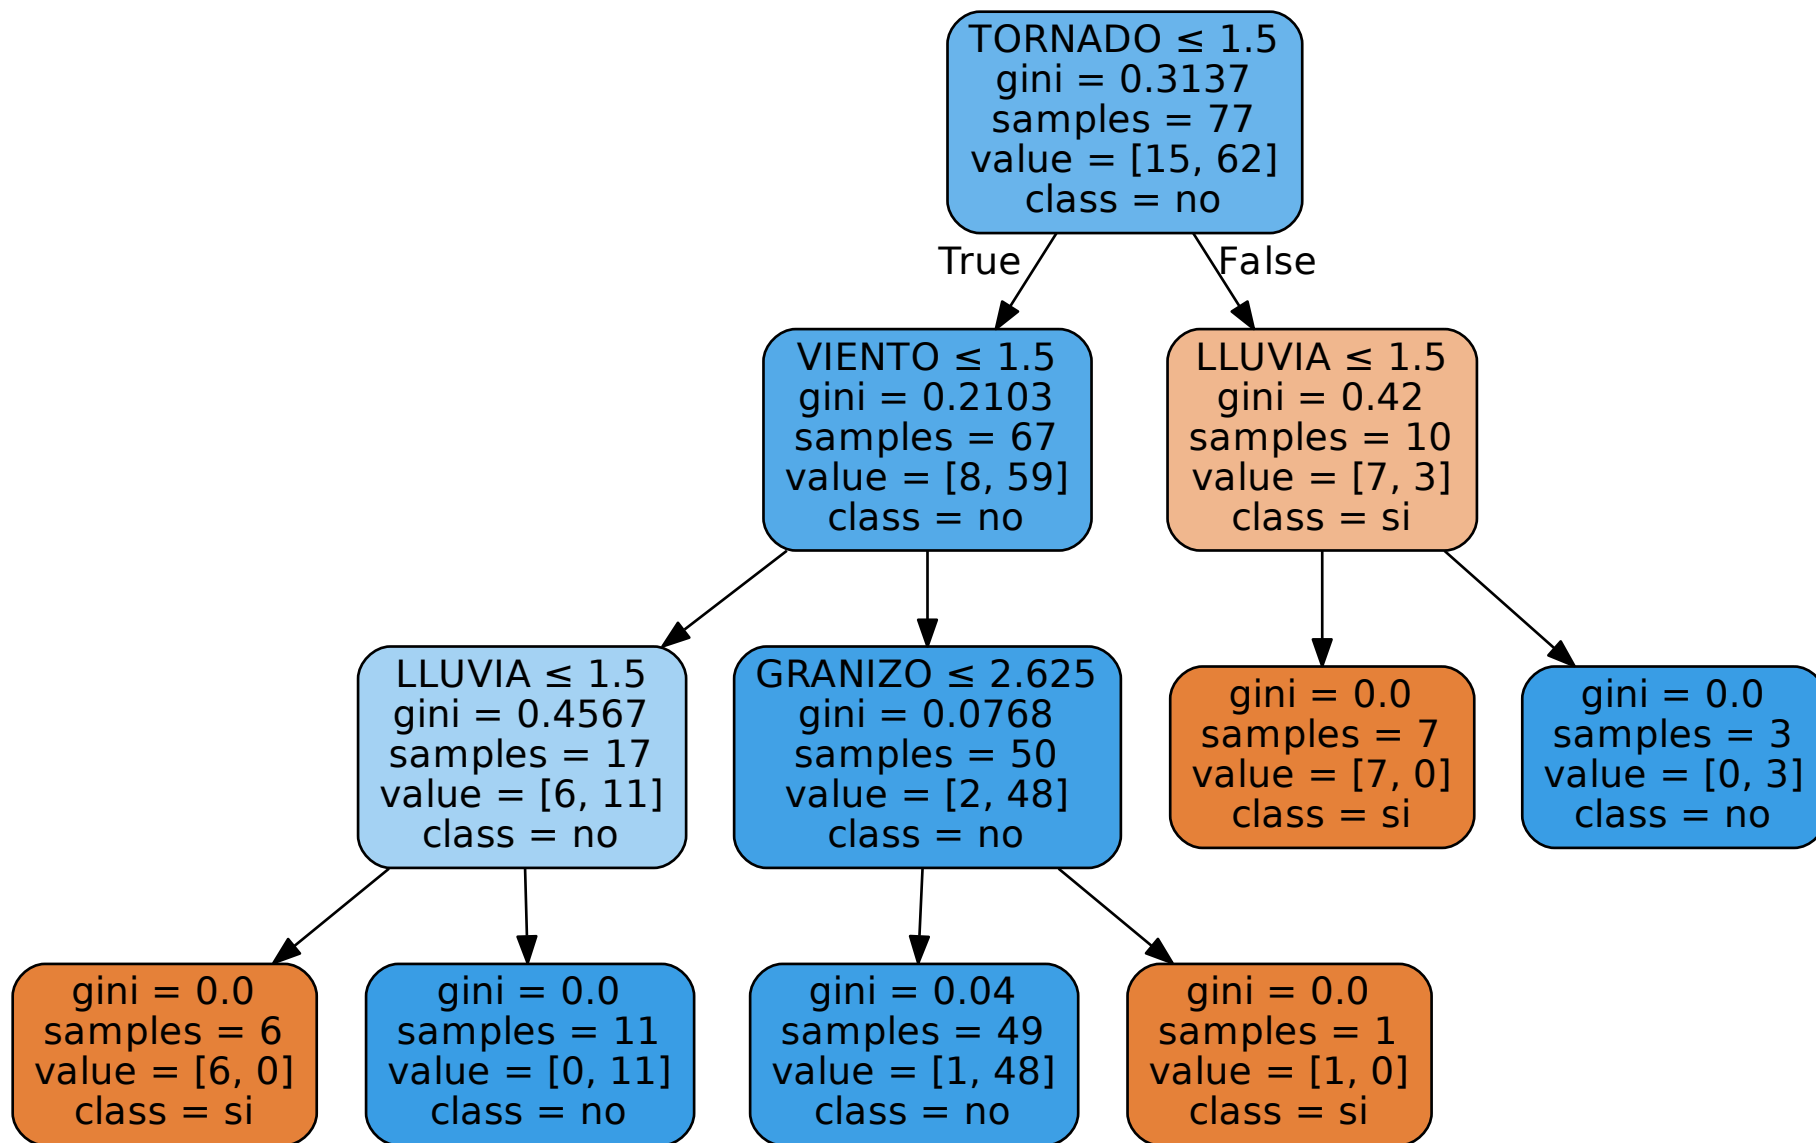 TORNADO ≤ 1.5
gini = 0.3137
samples = 77
value = [15, 62]
class = no
True
False
VIENTO ≤ 1.5
gini = 0.2103
samples = 67
value = [8, 59]
class = no
LLUVIA ≤ 1.5
gini = 0.42
samples = 10
value = [7, 3]
class = si
LLUVIA ≤ 1.5
gini = 0.4567
samples = 17
value = [6, 11]
class = no
GRANIZO ≤ 2.625
gini = 0.0768
samples = 50
value = [2, 48]
class = no
gini = 0.0
samples = 7
value = [7, 0]
class = si
gini = 0.0
samples = 3
value = [0, 3]
class = no
gini = 0.0
samples = 6
value = [6, 0]
class = si
gini = 0.0
samples = 11
value = [0, 11]
class = no
gini = 0.04
samples = 49
value = [1, 48]
class = no
gini = 0.0
samples = 1
value = [1, 0]
class = si